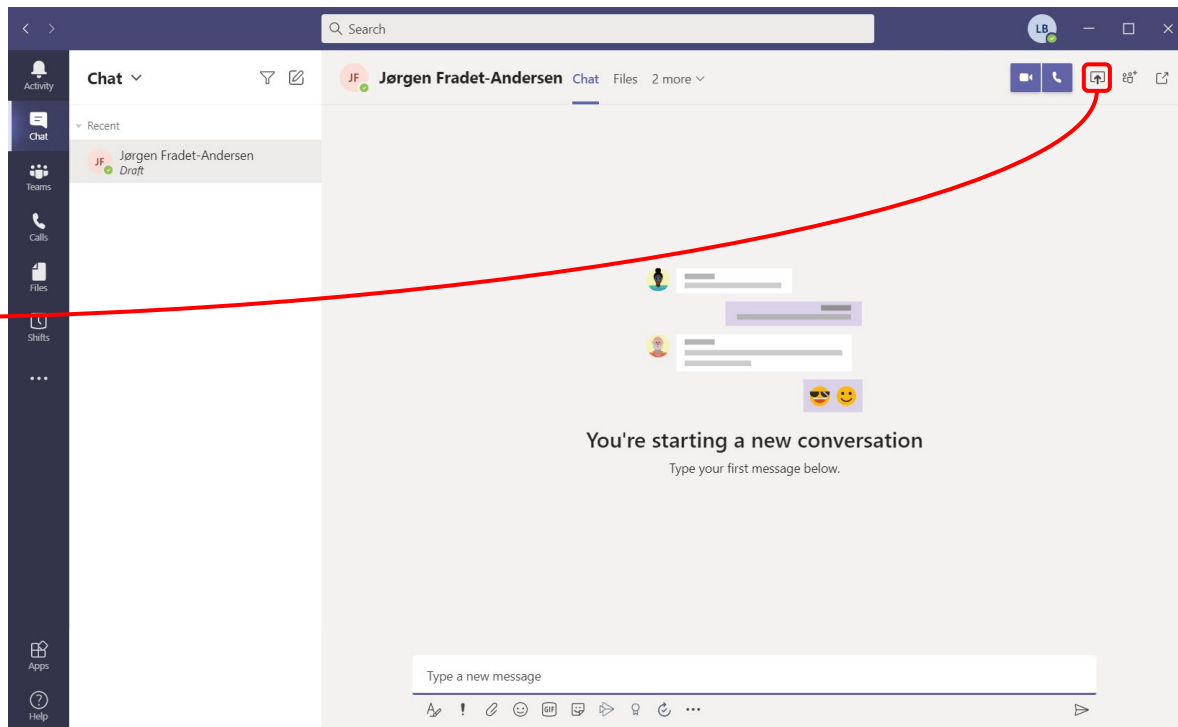 Search
LB
Activity
Chat
Teams
Calls
Files
Shifts
Apps
Help
Chat
Recent
JF Jørgen Fradet-Andersen
Draft
JF Jørgen Fradet-Andersen Chat Files 2 more
You're starting a new conversation
Type your first message below.
Type a new message
GIF